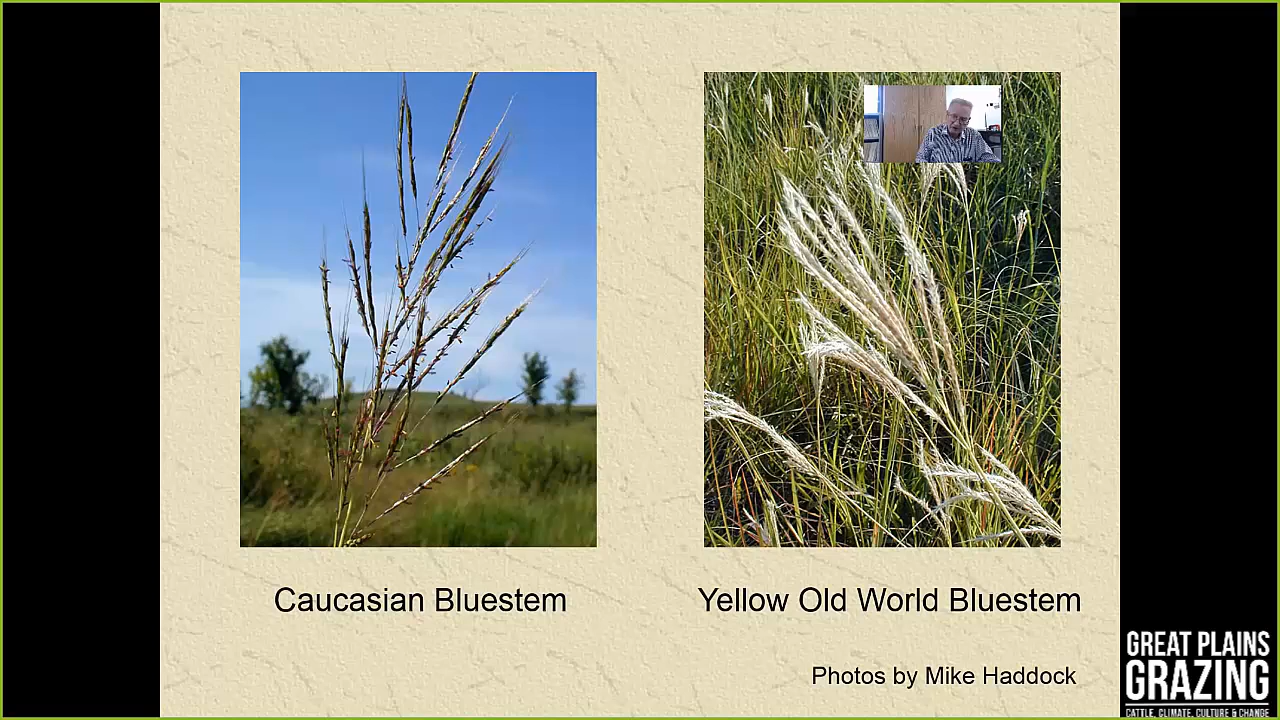 Caucasian Bluestem
Yellow Old World Bluestem
Photos by Mike Haddock
GREAT PLAINS
GRAZING
CATTLE, CLIMATE, CULTURE & CHANGE